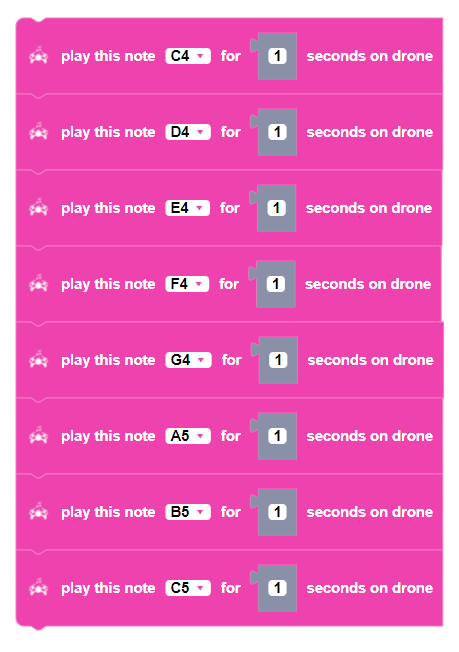 play this note C4 for 1 seconds on drone
play this note D4 for 1 seconds on drone
play this note E4 for 1 seconds on drone
play this note F4 for 1 seconds on drone
play this note G4 for 1 seconds on drone
play this note A5 for 1 seconds on drone
play this note B5 for 1 seconds on drone
play this note C5 for 1 seconds on drone